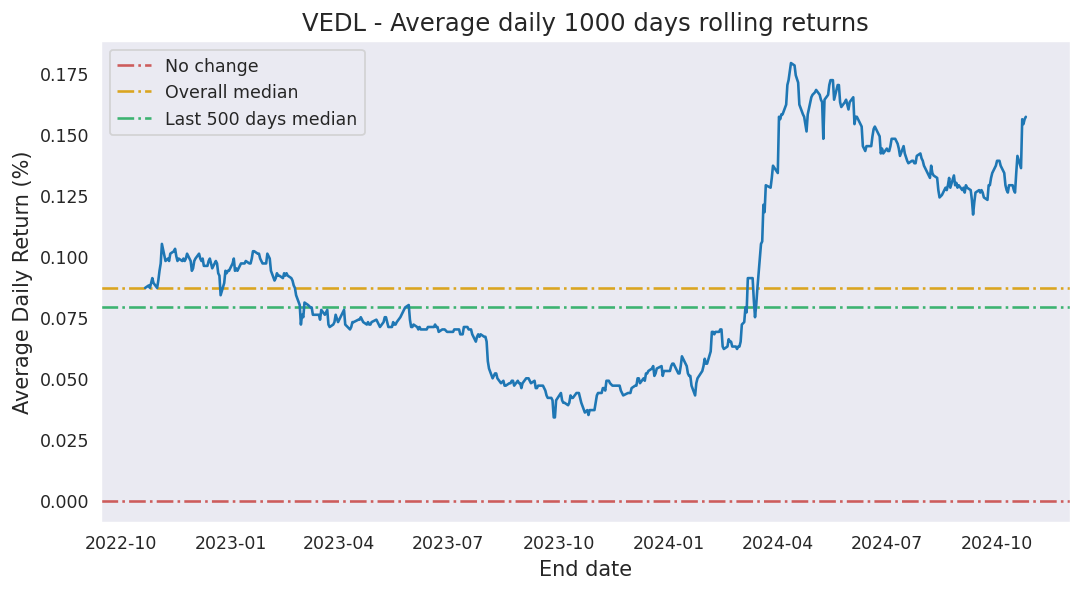 VEDL - Average daily 1000 days rolling returns
No change
Overall median
Last 500 days median
Average Daily Return (%)
0.175
0.150
0.125
0.100
0.075
0.050
0.025
0.000
2022-10 2023-01 2023-04 2023-07 2023-10 2024-01 2024-04 2024-07 2024-10
End date